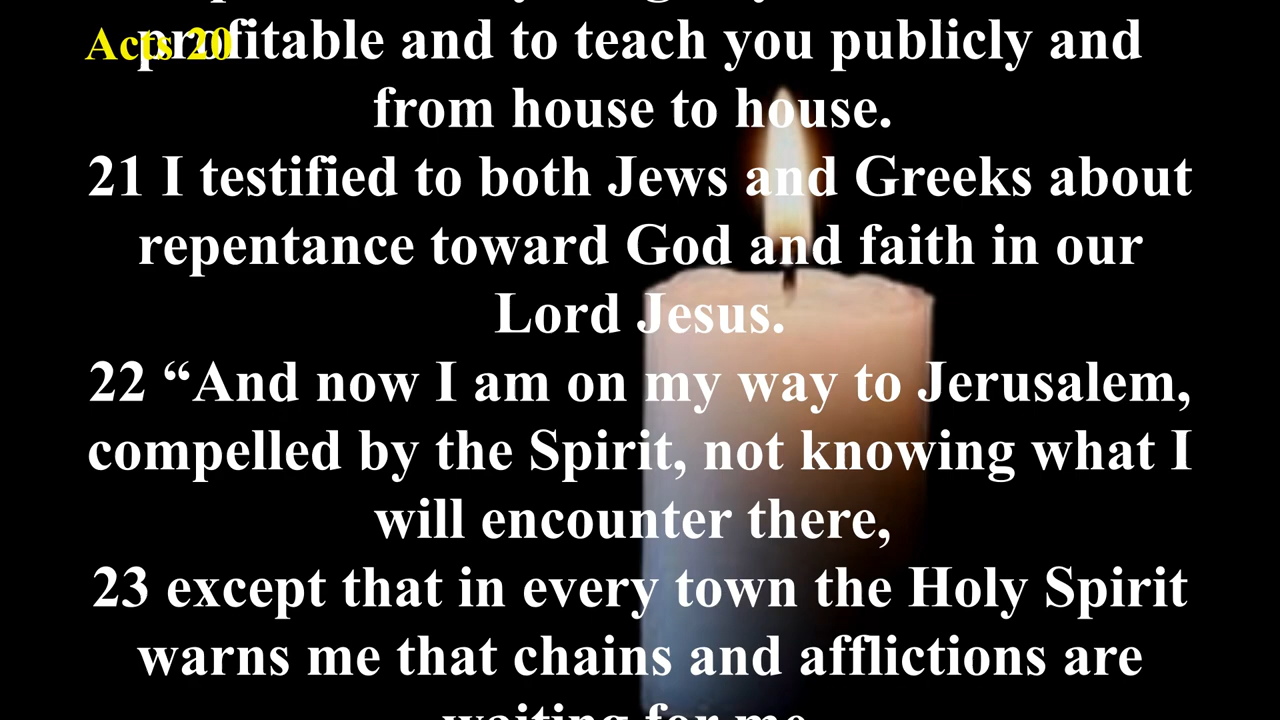 Acts 20
profitable and to teach you publicly and
from house to house.
21 I testified to both Jews and Greeks about
repentance toward God and faith in our
Lord Jesus.
22 “And now I am on my way to Jerusalem,
compelled by the Spirit, not knowing what I
will encounter there,
23 except that in every town the Holy Spirit
warns me that chains and afflictions are
waiting for me.